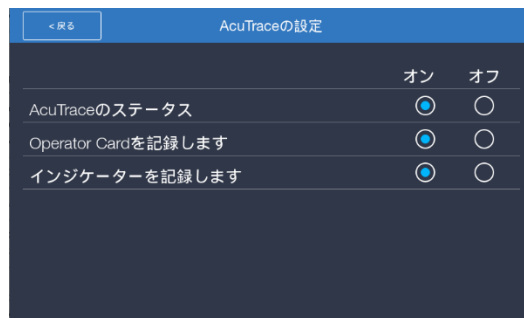 <戻る
AcuTraceの設定
オン オフ
AcuTraceのステータス
Operator Cardを記録します
インジケーターを記録します